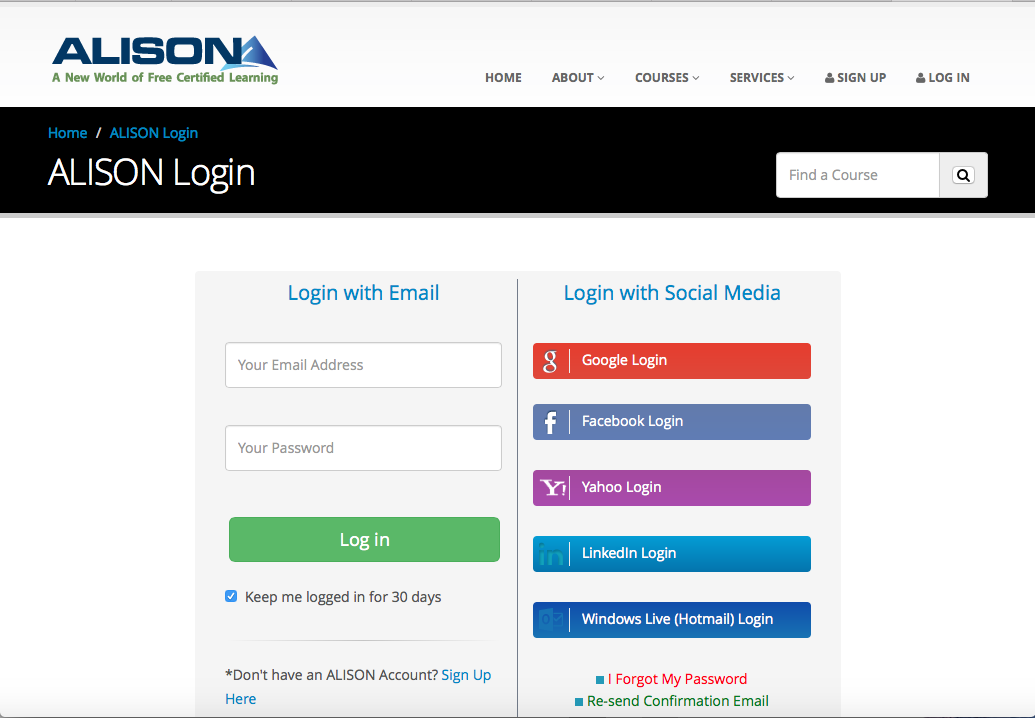 ALISON
A New World of Free Certified Learning
HOME
ABOUT
COURSES
SERVICES
SIGN UP
LOG IN
Home / ALISON Login
ALISON Login
Find a Course
Login with Email
Your Email Address
Your Password
Log in
Keep me logged in for 30 days
*Don't have an ALISON Account? Sign Up
Here
Login with Social Media
g Google Login
f Facebook Login
Y! Yahoo Login
in LinkedIn Login
Windows Live (Hotmail) Login
I Forgot My Password
Re-send Confirmation Email